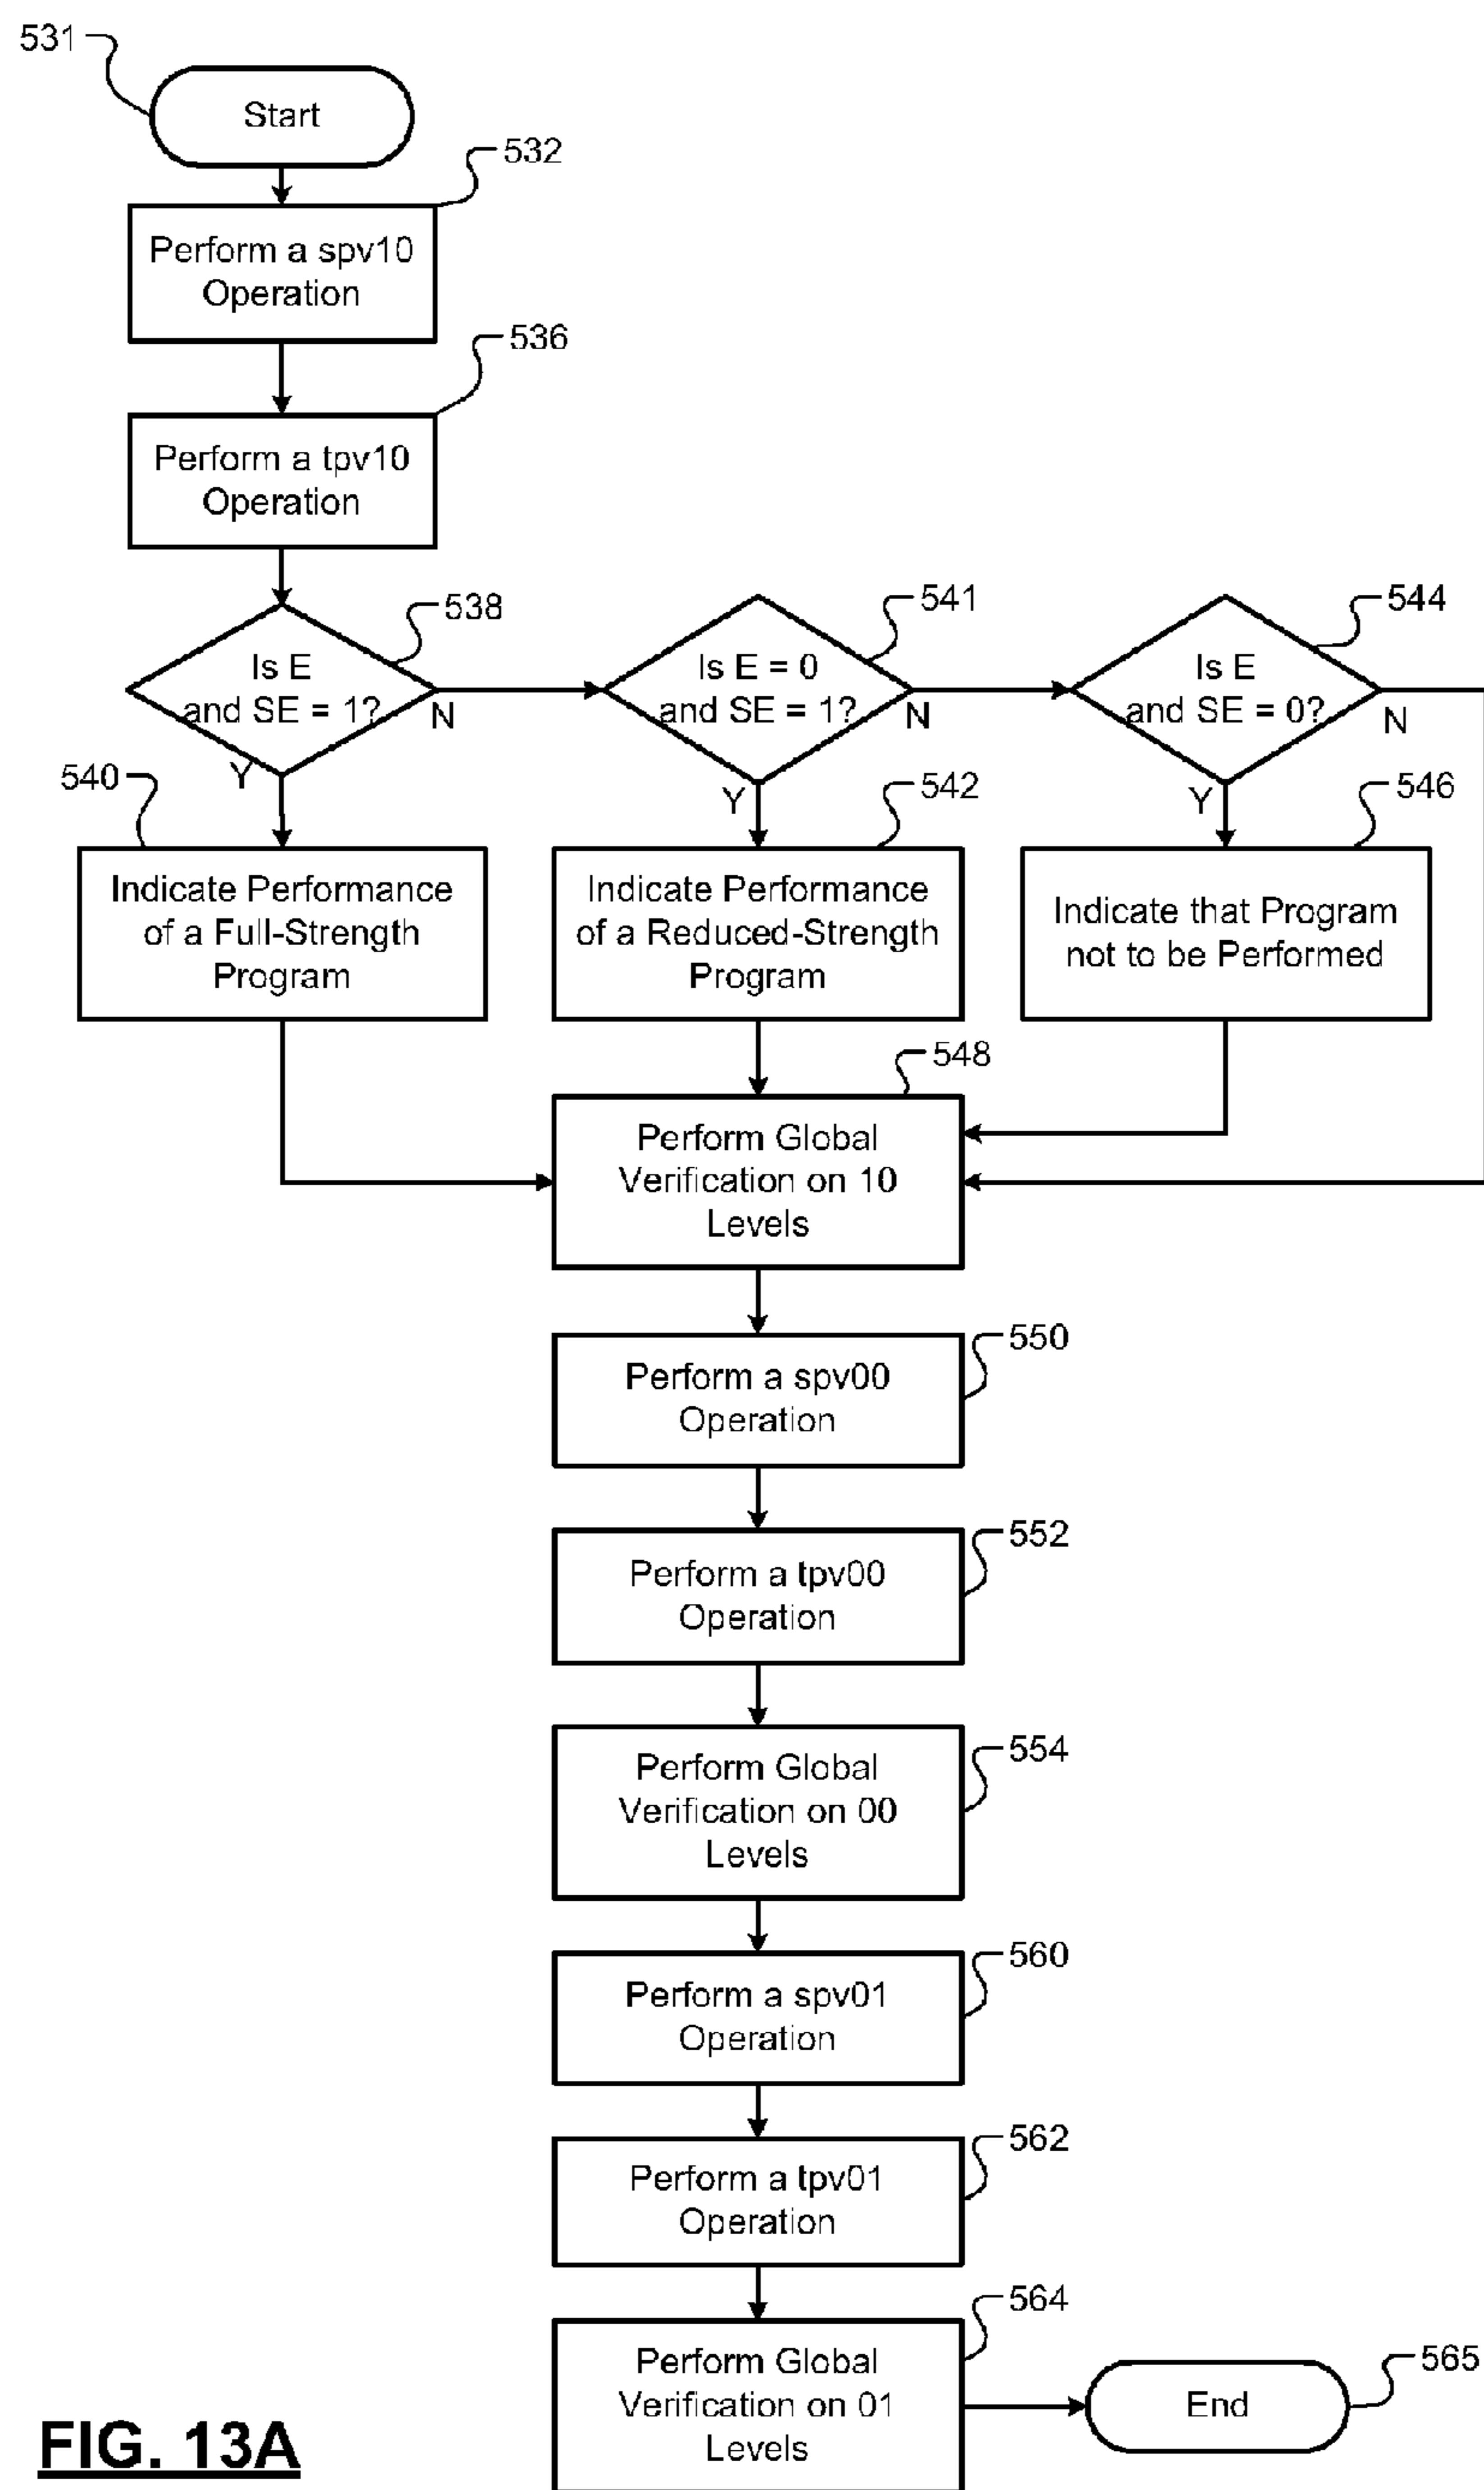 531
Start
532
Perform a spv10
Operation
536
Perform a tpv10
Operation
538
Is E
and SE = 1?
N
Y
541
Is E = 0
and SE = 1?
N
Y
544
Is E
and SE = 0?
N
Y
540
Indicate Performance
of a Full-Strength
Program
542
Indicate Performance
of a Reduced-Strength
Program
546
Indicate that Program
not to be Performed
548
Perform Global
Verification on 10
Levels
550
Perform a spv00
Operation
552
Perform a tpv00
Operation
554
Perform Global
Verification on 00
Levels
560
Perform a spv01
Operation
562
Perform a tpv01
Operation
564
Perform Global
Verification on 01
Levels
565
End
FIG. 13A